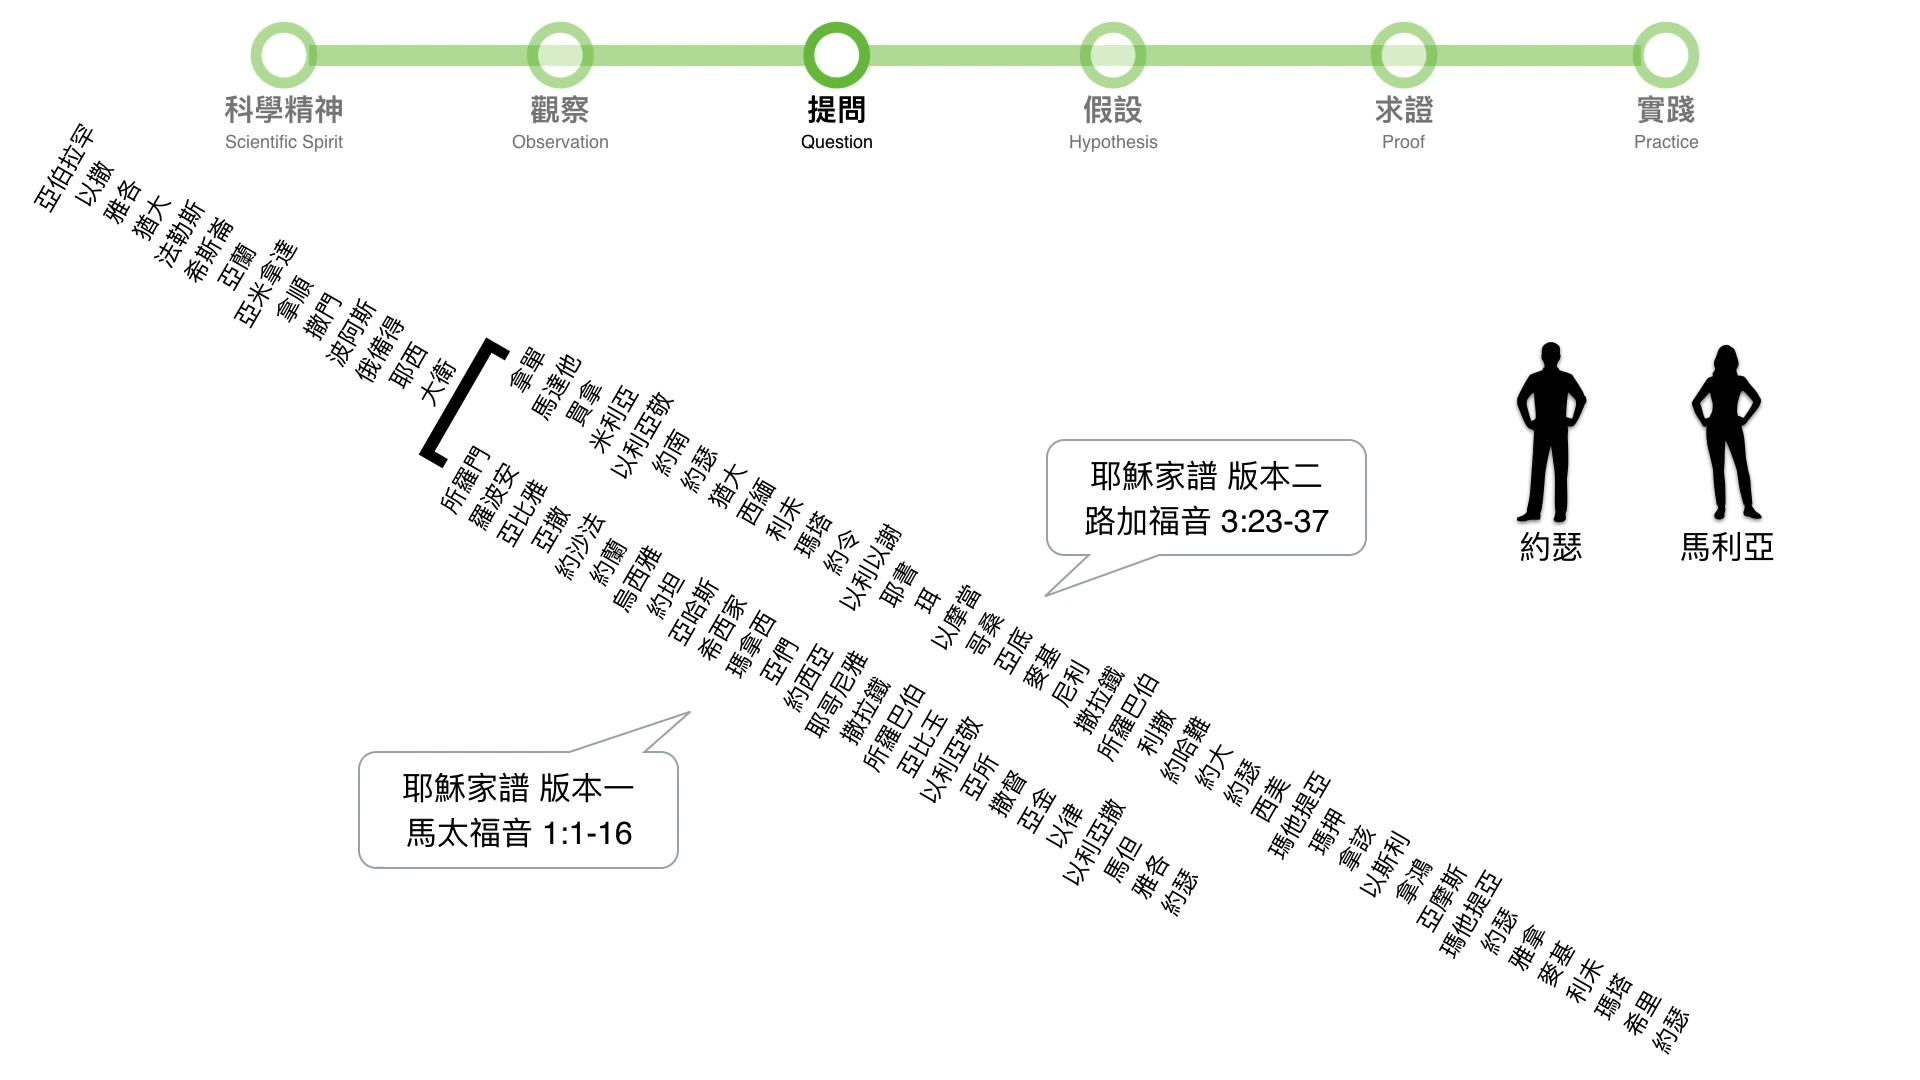 科學精神
Scientific Spirit
觀察
Observation
提問
Question
假設
Hypothesis
求證
Proof
實踐
Practice
亞伯拉罕
以撒
雅各
猶大
法勒斯
希斯崙
亞蘭
亞米拿達
拿順
撒門
波阿斯
俄備得
耶西
大衛
拿單
馬達他
買拿
米利亞
以利亞敬
約南
約瑟
猶大
西緬
利未
瑪塔
約令
以利以謝
耶書
珥
以摩當
哥桑
亞底
麥基
尼利
撒拉鐵
所羅巴伯
利撒
約哈難
約大
約瑟
西美
瑪他提亞
瑪押
拿該
以斯利
拿鴻
亞摩斯
瑪他提亞
約瑟
雅拿
麥基
利未
瑪塔
希里
約瑟
所羅門
羅波安
亞比雅
亞撒
約沙法
約蘭
烏西雅
約坦
亞哈斯
希西家
瑪拿西
亞們
約西亞
耶哥尼雅
撒拉鐵
所羅巴伯
亞比玉
以利亞敬
亞所
撒督
亞金
以律
以利亞撒
馬但
雅各
約瑟
耶穌家譜 版本二
路加福音 3:23-37
約瑟
馬利亞
耶穌家譜 版本一
馬太福音 1:1-16